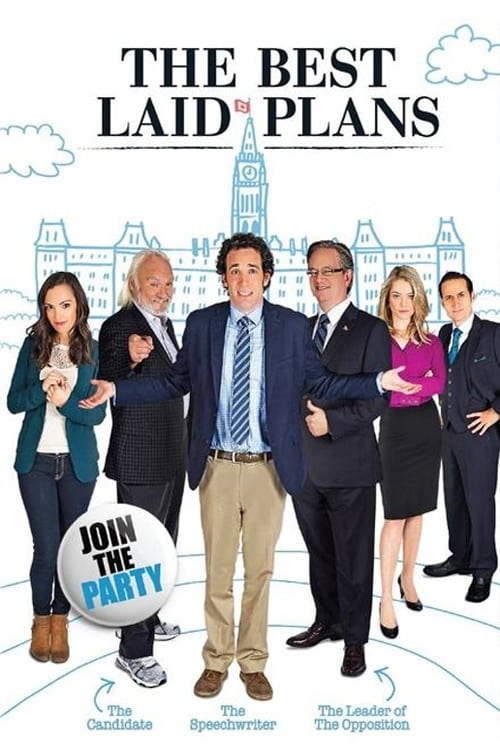 THE BEST
LAID PLANS
JOIN
THE
PARTY
The
Candidate
The
Speechwriter
The Leader of
The Opposition